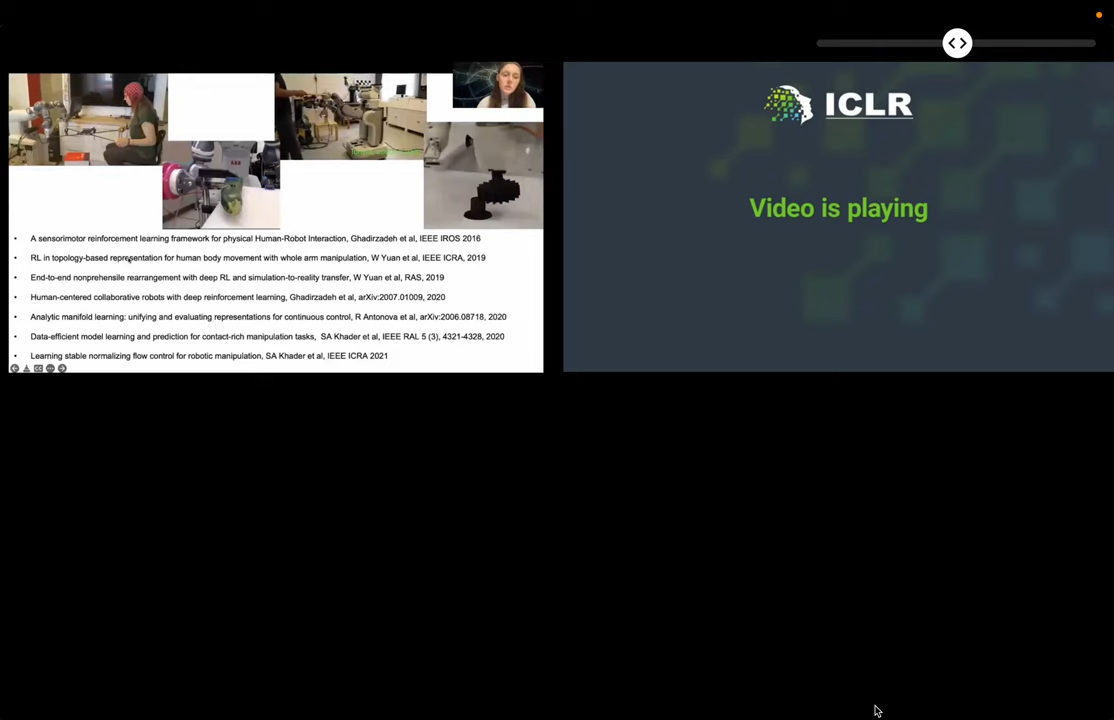 ICLR
Video is playing
• A sensorimotor reinforcement learning framework for physical Human-Robot Interaction, Ghadirzadeh et al, IEEE IROS 2016
• RL in topology-based representation for human body movement with whole arm manipulation, W Yuan et al, IEEE ICRA, 2019
• End-to-end nonprehensile rearrangement with deep RL and simulation-to-reality transfer, W Yuan et al, RAS, 2019
• Human-centered collaborative robots with deep reinforcement learning, Ghadirzadeh et al, arXiv:2007.01009, 2020
• Analytic manifold learning: unifying and evaluating representations for continuous control, R Antonova et al, arXiv:2006.08718, 2020
• Data-efficient model learning and prediction for contact-rich manipulation tasks, SA Khader et al, IEEE RAL 5 (3), 4321-4328, 2020
• Learning stable normalizing flow control for robotic manipulation, SA Khader et al, IEEE ICRA 2021